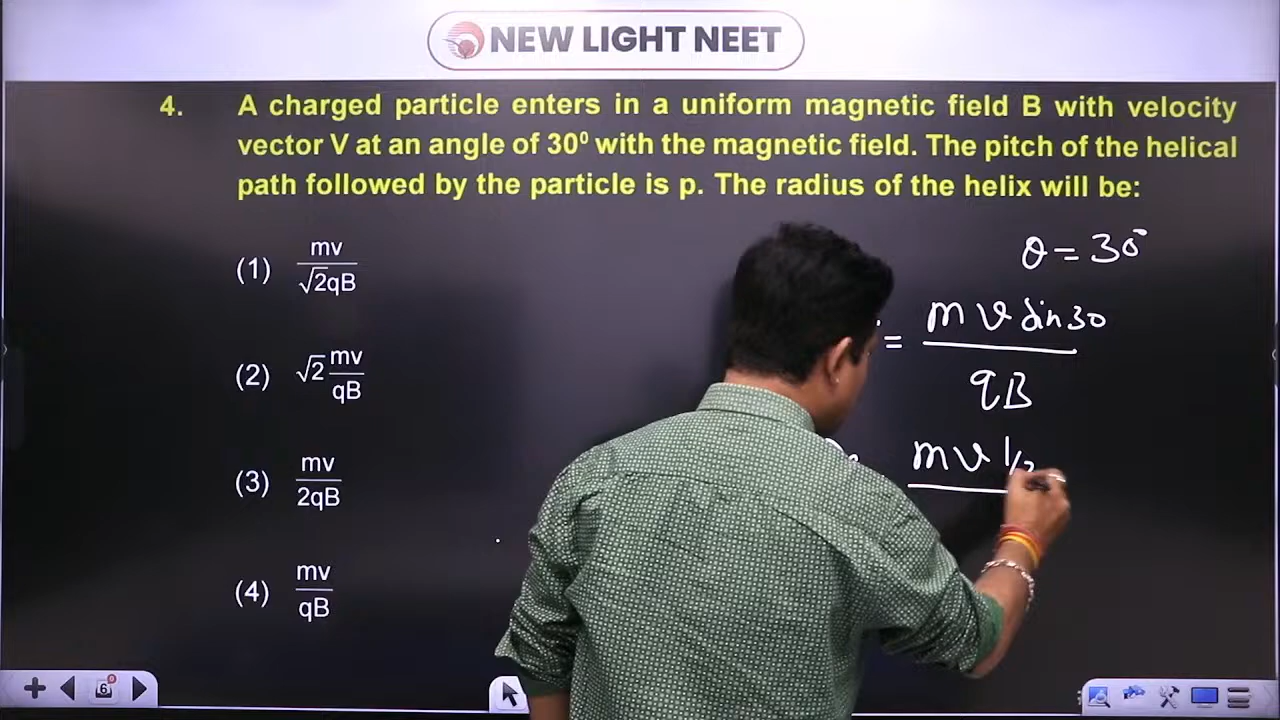 NEW LIGHT NEET
4. A charged particle enters in a uniform magnetic field B with velocity
vector V at an angle of 30⁰ with the magnetic field. The pitch of the helical
path followed by the particle is p. The radius of the helix will be:
(1) mv
√2qB
(2) √2 mv
qB
(3) mv
2qB
(4) mv
qB
θ = 30°
= mv sin 30
qB
mv 1/2
6